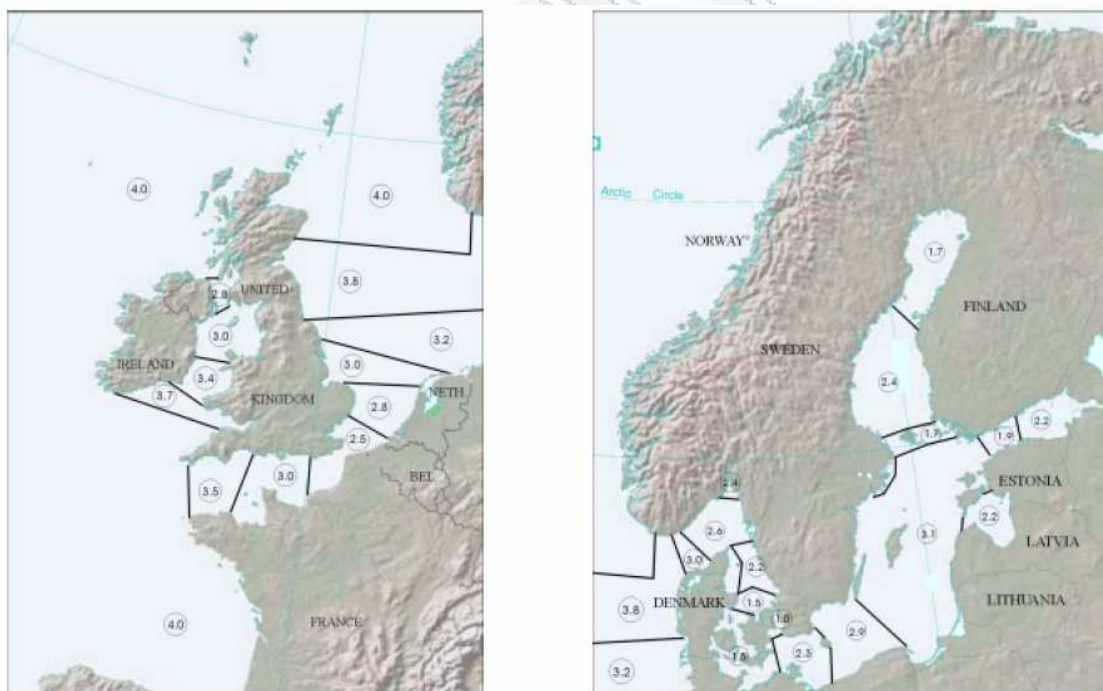 4.0
4.0
2.8
UNITED
3.8
3.0
3.2
IRELAND
3.4
3.0
3.7
KINGDOM
2.8
NETH
2.5
3.0
BEL
3.5
4.0
FRANCE
Arctic Circle
NORWAY
1.7
FINLAND
SWEDEN
2.4
2.2
1.7
1.9
2.4
ESTONIA
2.2
2.6
3.1
LATVIA
3.0
2.2
DENMARK
1.5
LITHUANIA
3.8
1.0
2.9
1.5
2.3
3.2